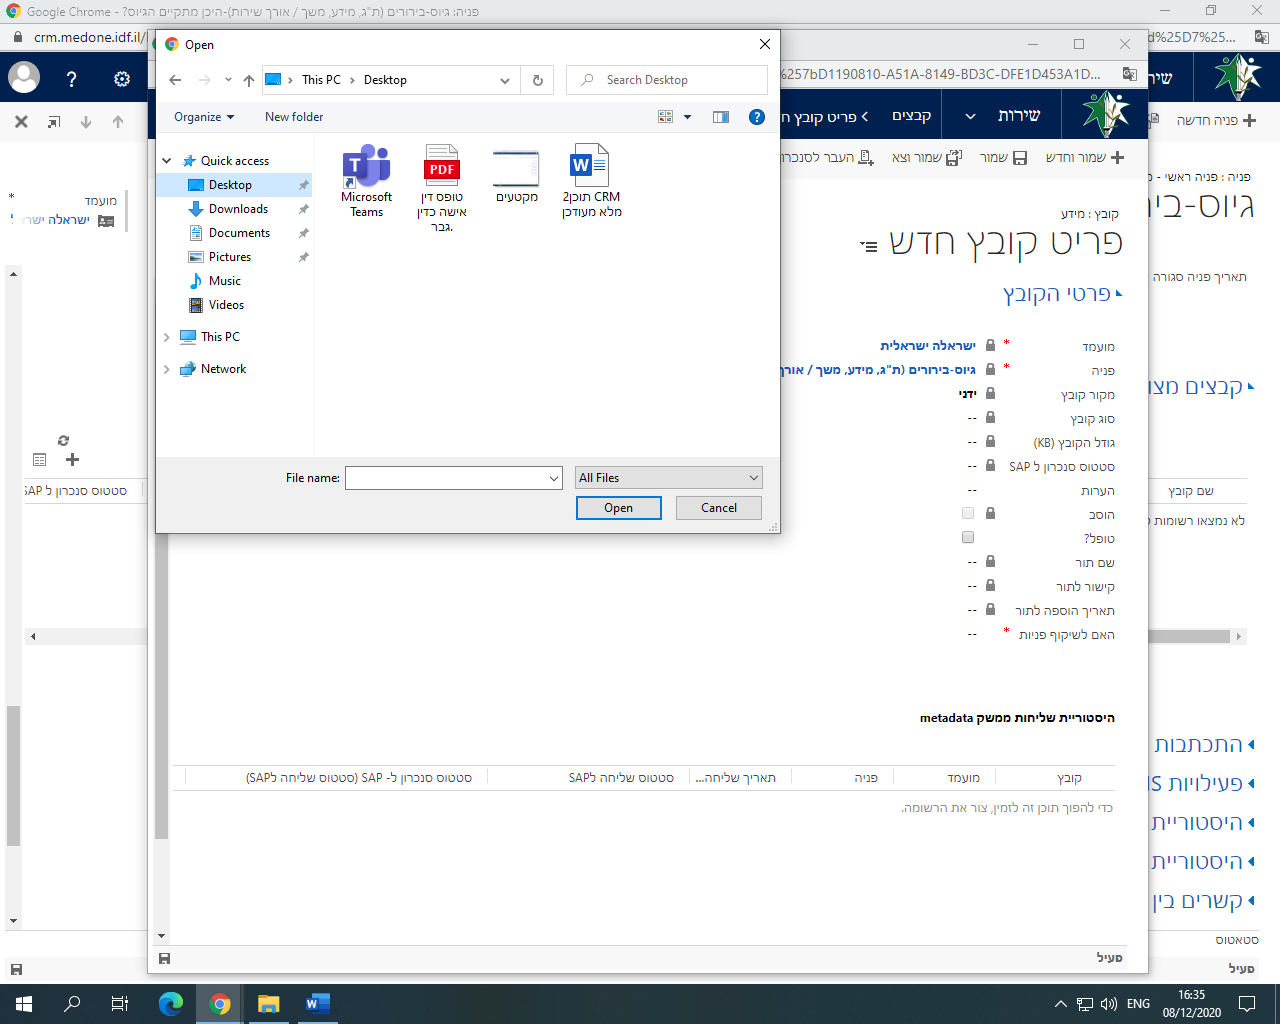 פניה: גיוס-בירורים (ת"ג, מידע, משך / אורך שירות)-היכן מתקיים הגיוס? - Google Chrome
crm.medone.idf.il/
d%25D7%25...
שירות
פניה חדשה
פניה : פניה ראשי -
גיוס-בי
תאריך פניה סגורה
קבצים מצו
שם קובץ
לא נמצאו רשומות
התכתבות
פעילויות
היסטוריית
היסטוריית
קשרים בין
סטאטוס
פעיל
* מועמד
ישראלה
סטטוס סנכרון ל SAP
Open
This PC
Desktop
Search Desktop
Organize
New folder
Quick access
Desktop
Downloads
Documents
Pictures
Music
Videos
This PC
Network
Microsoft
Teams
טופס דין
אישה כדין
גבר.
מקטעים
תוכן2 CRM
מלא מעודכן
File name:
All Files
Open
Cancel
%257bD1190810-A51A-8149-BD3C-DFE1D453A1D...
שירות
קבצים
פריט קובץ ח
שמור וחדש
שמור
שמור וצא
העבר לסנכרו
קובץ : מידע
פריט קובץ חדש
פרטי הקובץ
מועמד * ישראלה ישראלית
פניה * גיוס-בירורים (ת"ג, מידע, משך / אורך
מקור קובץ ידני
סוג קובץ --
גודל הקובץ (KB) --
סטטוס סנכרון ל SAP --
הערות --
הוסב
טופל?
שם תור --
קישור לתור --
תאריך הוספה לתור --
האם לשיקוף פניות * --
היסטוריית שליחות ממשק metadata
קובץ
מועמד
פניה
תאריך שליחה...
סטטוס שליחה לSAP
סטטוס סנכרון ל- SAP (סטטוס שליחה לSAP)
כדי להפוך תוכן זה לזמין, צור את הרשומה.
פעיל
ENG
16:35
08/12/2020